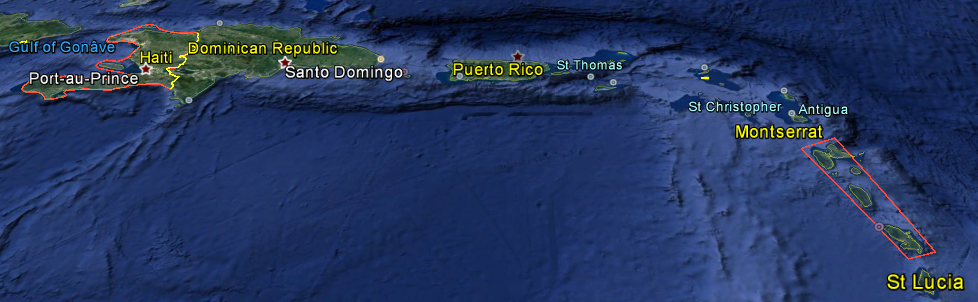 Gulf of Gonâve
Haiti
Dominican Republic
Port-au-Prince
Santo Domingo
Puerto Rico
St Thomas
St Christopher
Antigua
Montserrat
St Lucia